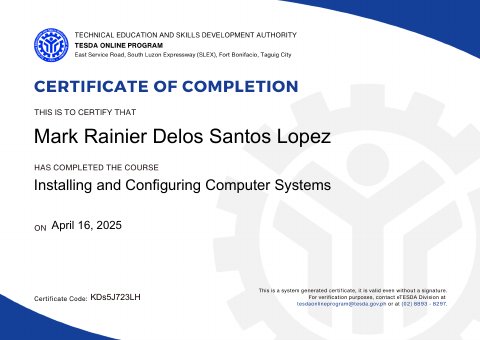 TECHNICAL EDUCATION AND SKILLS DEVELOPMENT AUTHORITY
TESDA ONLINE PROGRAM
East Service Road, South Luzon Expressway (SLEX), Fort Bonifacio, Taguig City
CERTIFICATE OF COMPLETION
THIS IS TO CERTIFY THAT
Mark Rainier Delos Santos Lopez
HAS COMPLETED THE COURSE
Installing and Configuring Computer Systems
ON April 16, 2025
Certificate Code: KDs5J723LH
This is a system generated certificate, it is valid even without a signature.
For verification purposes, contact eTESDA Division at
tesdaonlineprogram@tesda.gov.ph or at (02) 8893 - 8297.